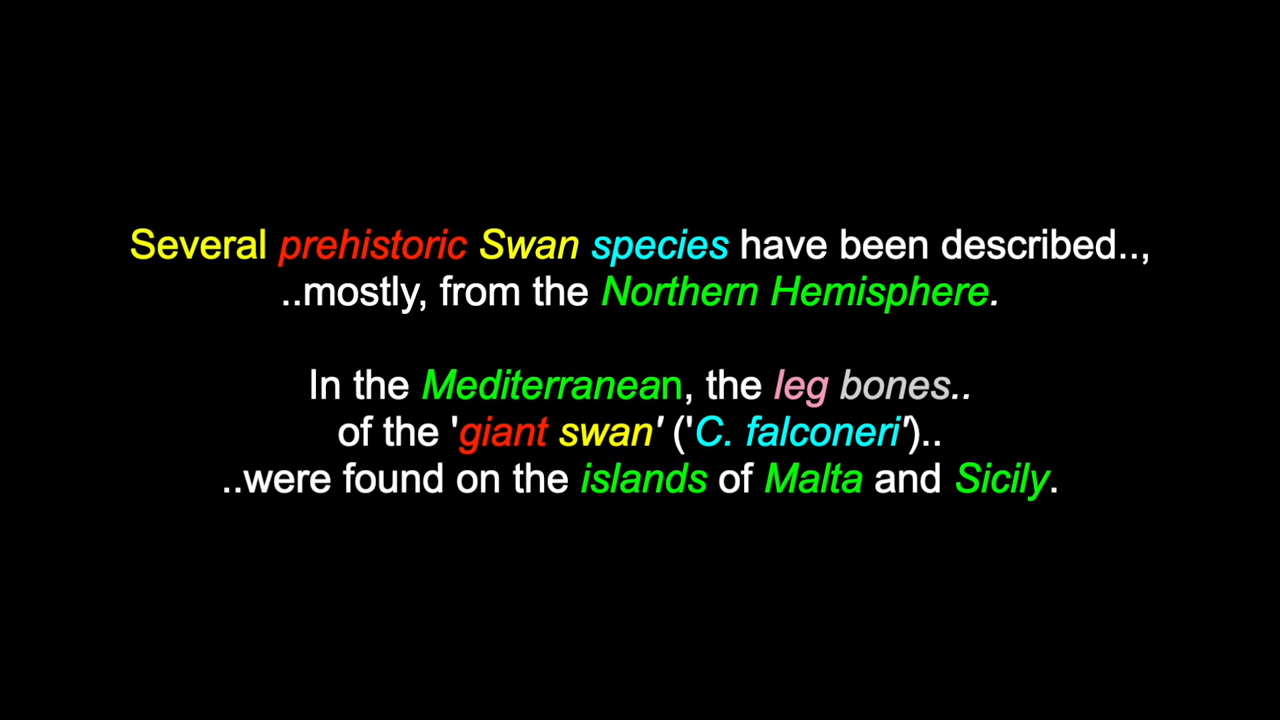 Several prehistoric Swan species have been described..,
..mostly, from the Northern Hemisphere.
In the Mediterranean, the leg bones..
of the 'giant swan' ('C. falconeri')..
..were found on the islands of Malta and Sicily.